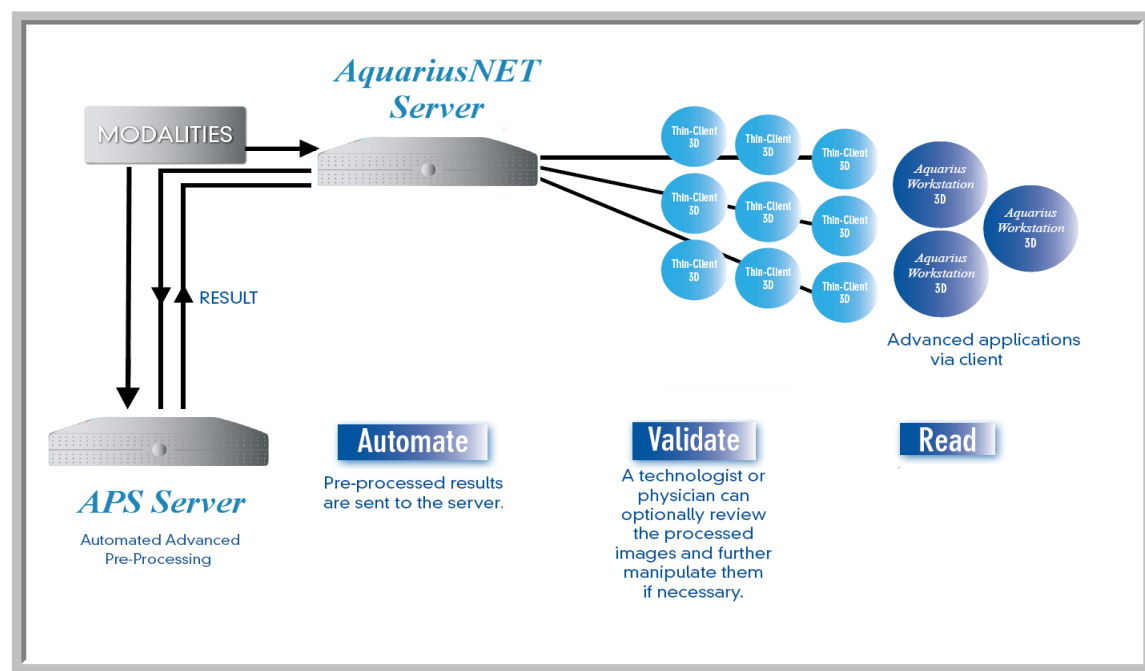 AquariusNET
Server
MODALITIES
Thin-Client
3D
Thin-Client
3D
Thin-Client
3D
Thin-Client
3D
Thin-Client
3D
Thin-Client
3D
Thin-Client
3D
Thin-Client
3D
Thin-Client
3D
Aquarius
Workstation
3D
Aquarius
Workstation
3D
Aquarius
Workstation
3D
RESULT
Advanced applications
via client
APS Server
Automated Advanced
Pre-Processing
Automate
Pre-processed results
are sent to the server.
Validate
A technologist or
physician can
optionally review
the processed
images and further
manipulate them
if necessary.
Read